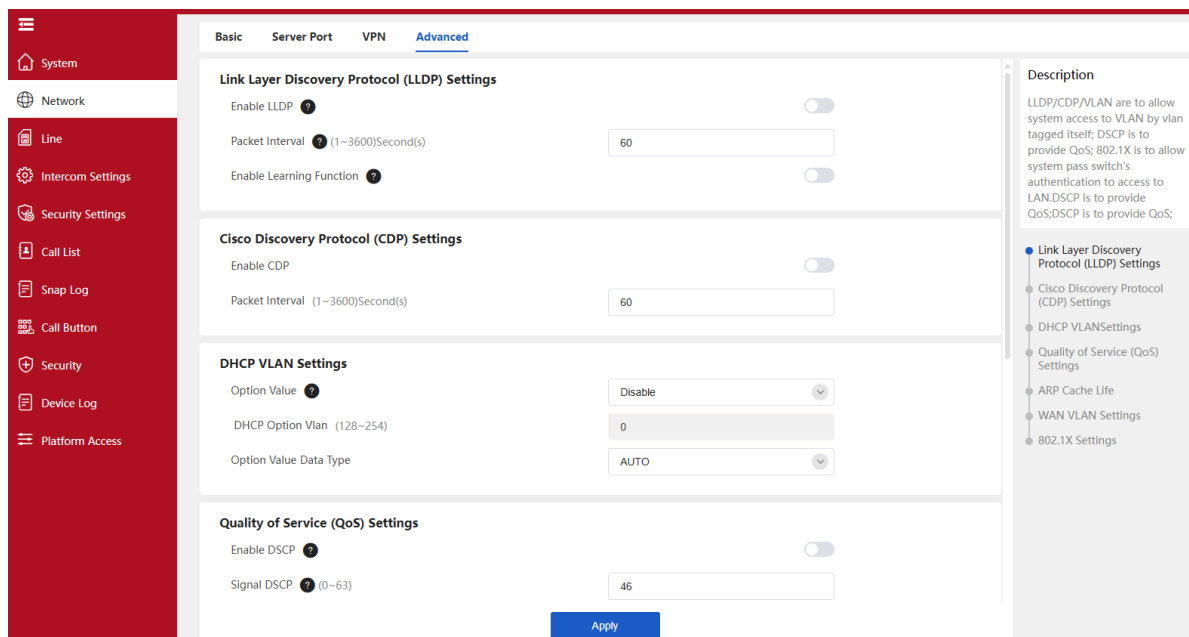 System
Network
Line
Intercom Settings
Security Settings
Call List
Snap Log
Call Button
Security
Device Log
Platform Access
Basic Server Port VPN Advanced
Link Layer Discovery Protocol (LLDP) Settings
Enable LLDP ?
Packet Interval ? (1~3600)Second(s) 60
Enable Learning Function ?
Cisco Discovery Protocol (CDP) Settings
Enable CDP
Packet Interval (1~3600)Second(s) 60
DHCP VLAN Settings
Option Value ? Disable
DHCP Option Vlan (128~254) 0
Option Value Data Type AUTO
Quality of Service (QoS) Settings
Enable DSCP ?
Signal DSCP ? (0~63) 46
Apply
Description
LLDP/CDP/VLAN are to allow
system access to VLAN by vlan
tagged itself; DSCP is to
provide QoS; 802.1X is to allow
system pass switch's
authentication to access to
LAN.DSCP is to provide
QoS;DSCP is to provide QoS;
Link Layer Discovery
Protocol (LLDP) Settings
Cisco Discovery Protocol
(CDP) Settings
DHCP VLANSettings
Quality of Service (QoS)
Settings
ARP Cache Life
WAN VLAN Settings
802.1X Settings